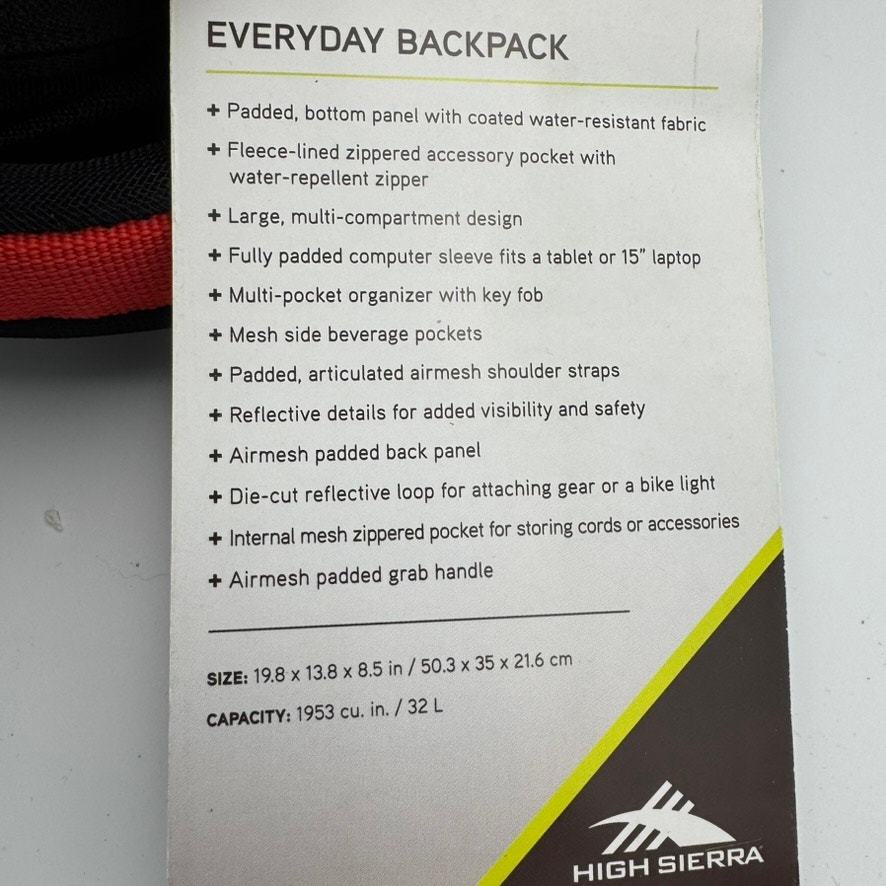 EVERYDAY BACKPACK
+ Padded, bottom panel with coated water-resistant fabric
+ Fleece-lined zippered accessory pocket with
water-repellent zipper
+ Large, multi-compartment design
+ Fully padded computer sleeve fits a tablet or 15” laptop
+ Multi-pocket organizer with key fob
+ Mesh side beverage pockets
+ Padded, articulated airmesh shoulder straps
+ Reflective details for added visibility and safety
+ Airmesh padded back panel
+ Die-cut reflective loop for attaching gear or a bike light
+ Internal mesh zippered pocket for storing cords or accessories
+ Airmesh padded grab handle
SIZE: 19.8 x 13.8 x 8.5 in / 50.3 x 35 x 21.6 cm
CAPACITY: 1953 cu. in. / 32 L
HIGH SIERRA